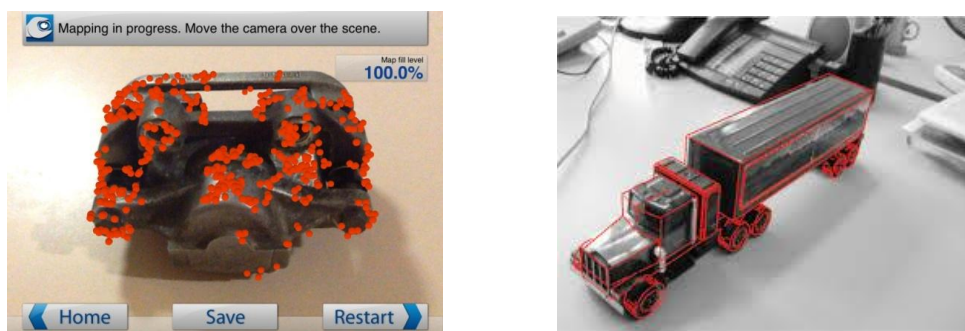 Mapping in progress. Move the camera over the scene.
Map fill level
100.0%
Home
Save
Restart